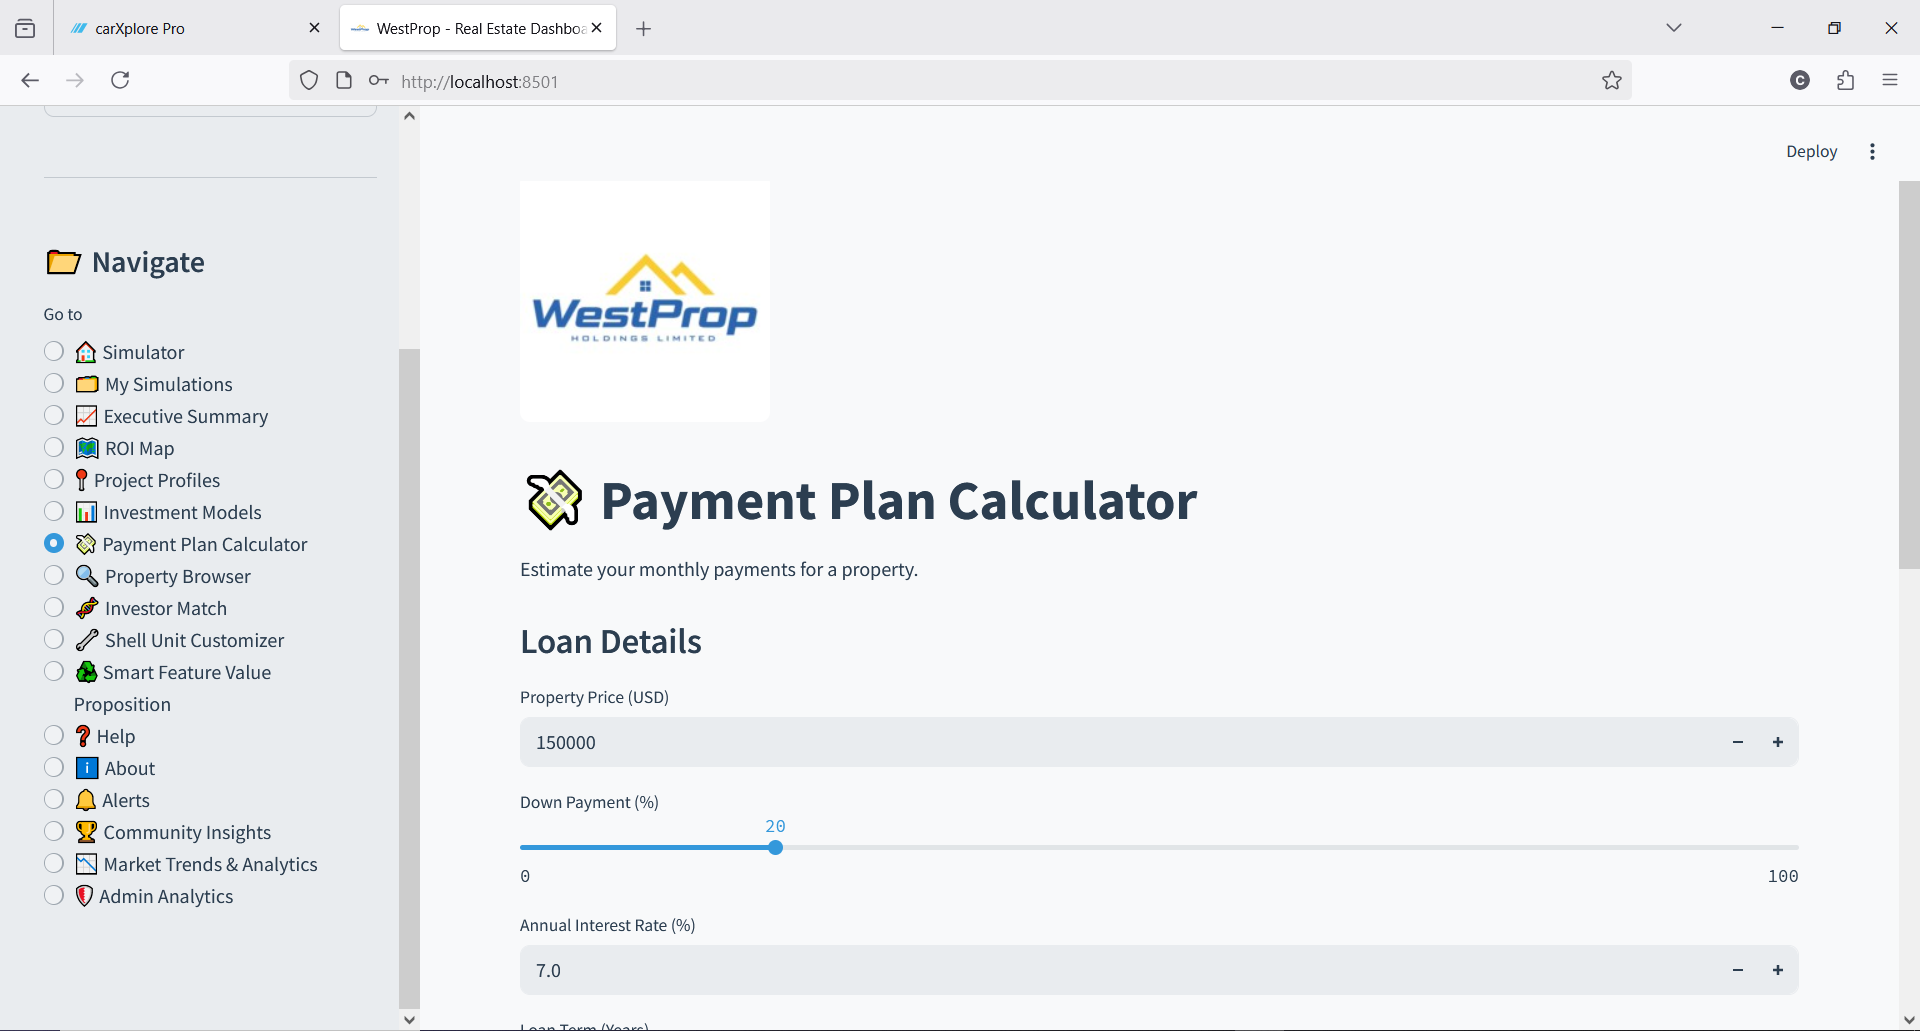 carXplore Pro
WestProp - Real Estate Dashboa
http://localhost:8501
C
Deploy
Navigate
Go to
Simulator
My Simulations
Executive Summary
ROI Map
Project Profiles
Investment Models
Payment Plan Calculator
Property Browser
Investor Match
Shell Unit Customizer
Smart Feature Value
Proposition
Help
About
Alerts
Community Insights
Market Trends & Analytics
Admin Analytics
WestProp
HOLDINGS LIMITED
Payment Plan Calculator
Estimate your monthly payments for a property.
Loan Details
Property Price (USD)
150000
Down Payment (%)
20
0
100
Annual Interest Rate (%)
7.0
Loan Term (Years)